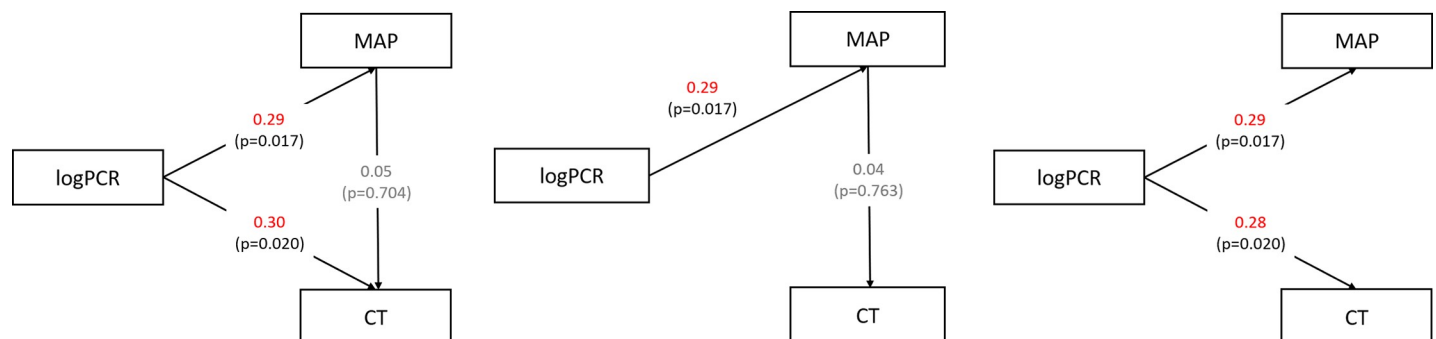 MAP
0.29
(p=0.017)
logPCR
0.05
(p=0.704)
0.30
(p=0.020)
CT
MAP
0.29
(p=0.017)
logPCR
0.04
(p=0.763)
CT
MAP
0.29
(p=0.017)
logPCR
0.28
(p=0.020)
CT